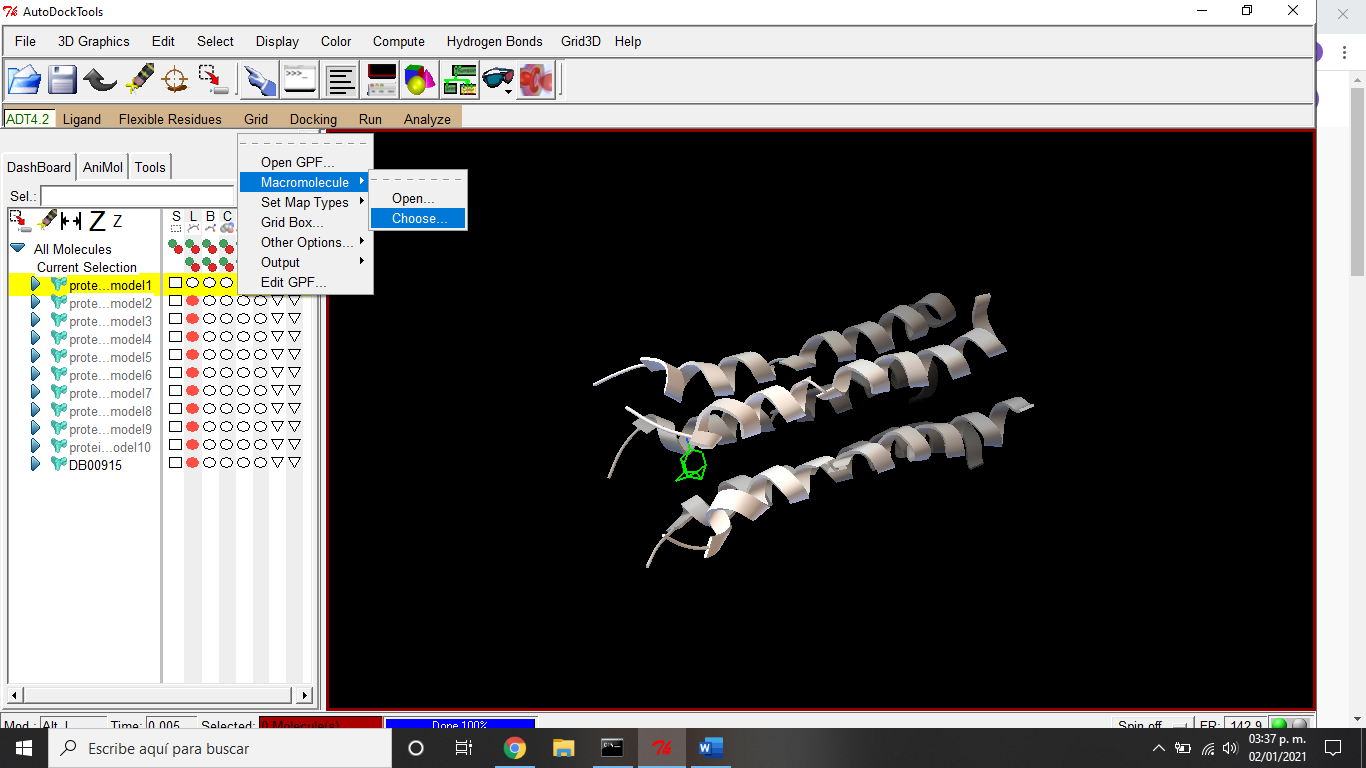 AutoDockTools
File 3D Graphics Edit Select Display Color Compute Hydrogen Bonds Grid3D Help
ADT4.2 Ligand Flexible Residues Grid Docking Run Analyze
DashBoard AniMol Tools
Sel.:
S L B C
All Molecules
Current Selection
prote...model1
prote...model2
prote...model3
prote...model4
prote...model5
prote...model6
prote...model7
prote...model8
prote...model9
protei...odel10
DB00915
Open GPF...
Macromolecule
Set Map Types
Grid Box...
Other Options...
Output
Edit GPF...
Open...
Choose...
Mod.: Time: 0.005 Selected: 0 Molecule(s) Done 100% Spin off FR: 142.9
Escribe aquí para buscar
03:37 p. m.
02/01/2021